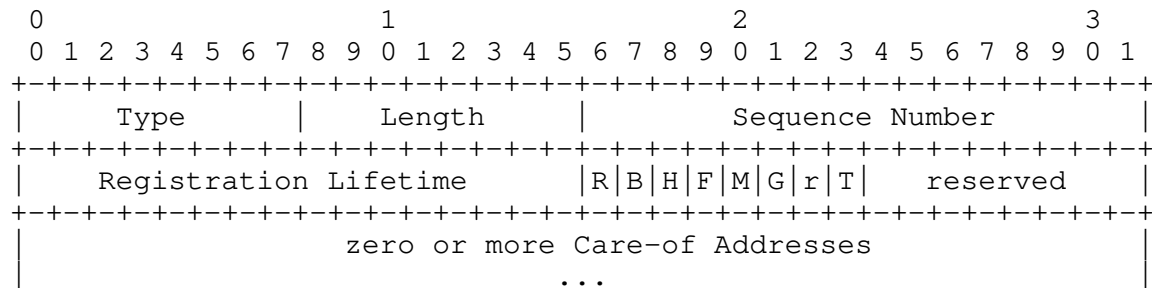 0                   1                   2                   3
 0 1 2 3 4 5 6 7 8 9 0 1 2 3 4 5 6 7 8 9 0 1 2 3 4 5 6 7 8 9 0 1
+-+-+-+-+-+-+-+-+-+-+-+-+-+-+-+-+-+-+-+-+-+-+-+-+-+-+-+-+-+-+-+-+
|     Type      |    Length     |        Sequence Number        |
+-+-+-+-+-+-+-+-+-+-+-+-+-+-+-+-+-+-+-+-+-+-+-+-+-+-+-+-+-+-+-+-+
|    Registration Lifetime      |R|B|H|F|M|G|r|T|   reserved    |
+-+-+-+-+-+-+-+-+-+-+-+-+-+-+-+-+-+-+-+-+-+-+-+-+-+-+-+-+-+-+-+-+
|                  zero or more Care-of Addresses               |
|                              ...                              |